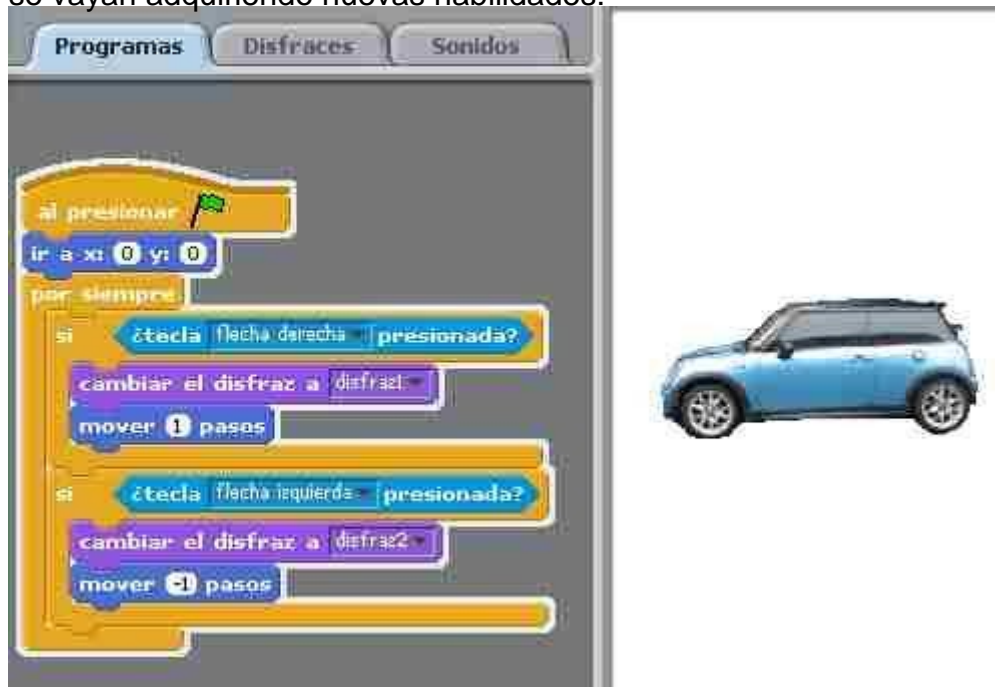 se vayan adquiriendo nuevas habilidades.
Programas Disfraces Sonidos
al presionar
ir a x: 0 y: 0
por siempre
si ¿tecla flecha derecha presionada?
cambiar el disfraz a disfraz1
mover 1 pasos
si ¿tecla flecha izquierda presionada?
cambiar el disfraz a disfraz2
mover -1 pasos